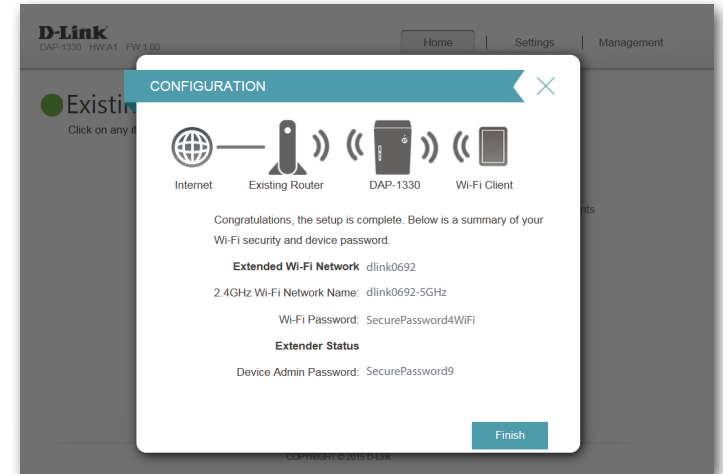 D-Link
DAP-1330 HW:A1 FW:1.00
Home | Settings | Management
CONFIGURATION
Existin
Click on any it
Internet Existing Router DAP-1330 Wi-Fi Client
nts
Congratulations, the setup is complete. Below is a summary of your
Wi-Fi security and device password.
Extended Wi-Fi Network dlink0692
2.4GHz Wi-Fi Network Name: dlink0692-5GHz
Wi-Fi Password: SecurePassword4WiFi
Extender Status
Device Admin Password: SecurePassword9
Finish
COPYRIGHT © 2015 D-Link